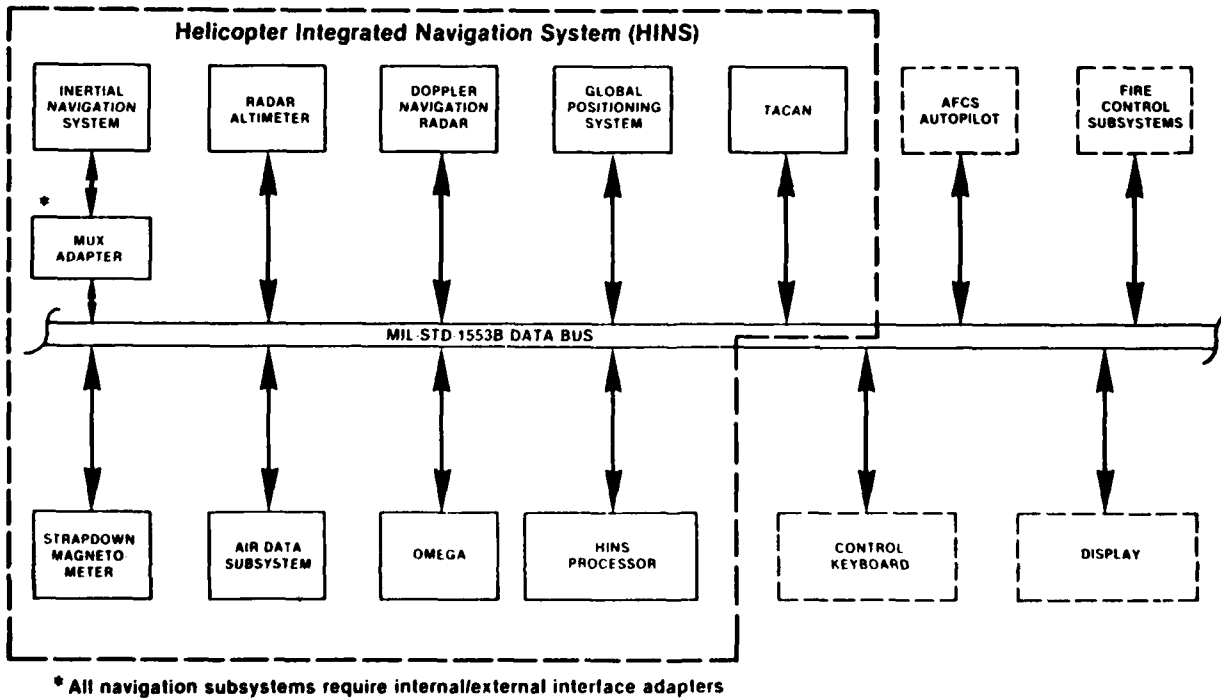 Helicopter Integrated Navigation System (HINS)
INERTIAL
NAVIGATION
SYSTEM
RADAR
ALTIMETER
DOPPLER
NAVIGATION
RADAR
GLOBAL
POSITIONING
SYSTEM
TACAN
AFCS
AUTOPILOT
FIRE
CONTROL
SUBSYSTEMS
*
MUX
ADAPTER
MIL-STD-1553B DATA BUS
STRAPDOWN
MAGNETO
METER
AIR DATA
SUBSYSTEM
OMEGA
HINS
PROCESSOR
CONTROL
KEYBOARD
DISPLAY
* All navigation subsystems require internal/external interface adapters